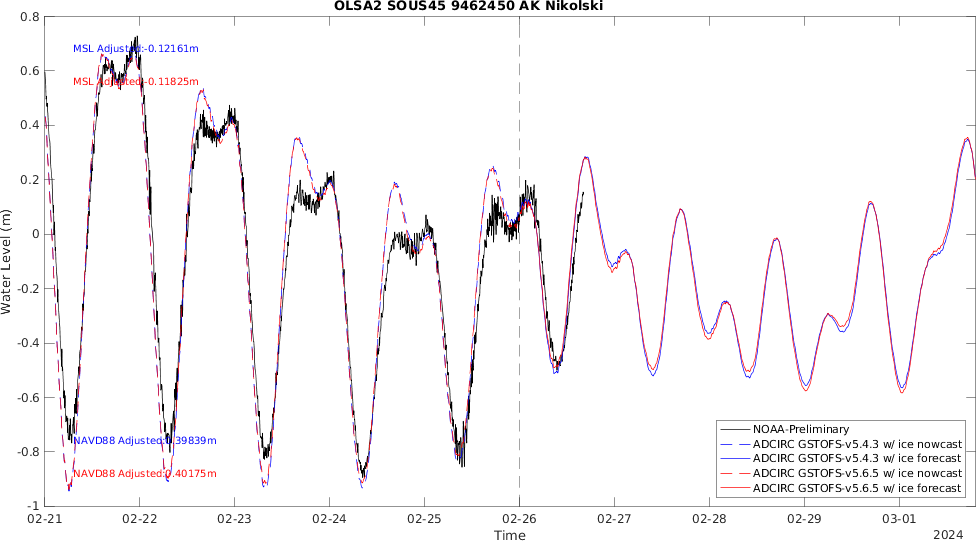 OLSA2 SOUS45 9462450 AK Nikolski
Water Level (m)
0.8
0.6
0.4
0.2
0
-0.2
-0.4
-0.6
-0.8
-1
MSL Adjusted:-0.12161m
MSL Adjusted:-0.11825m
NAVD88 Adjusted:0.39839m
NAVD88 Adjusted:0.40175m
NOAA-Preliminary
ADCIRC GSTOFS-v5.4.3 w/ ice nowcast
ADCIRC GSTOFS-v5.4.3 w/ ice forecast
ADCIRC GSTOFS-v5.6.5 w/ ice nowcast
ADCIRC GSTOFS-v5.6.5 w/ ice forecast
02-21 02-22 02-23 02-24 02-25 02-26 02-27 02-28 02-29 03-01
Time
2024